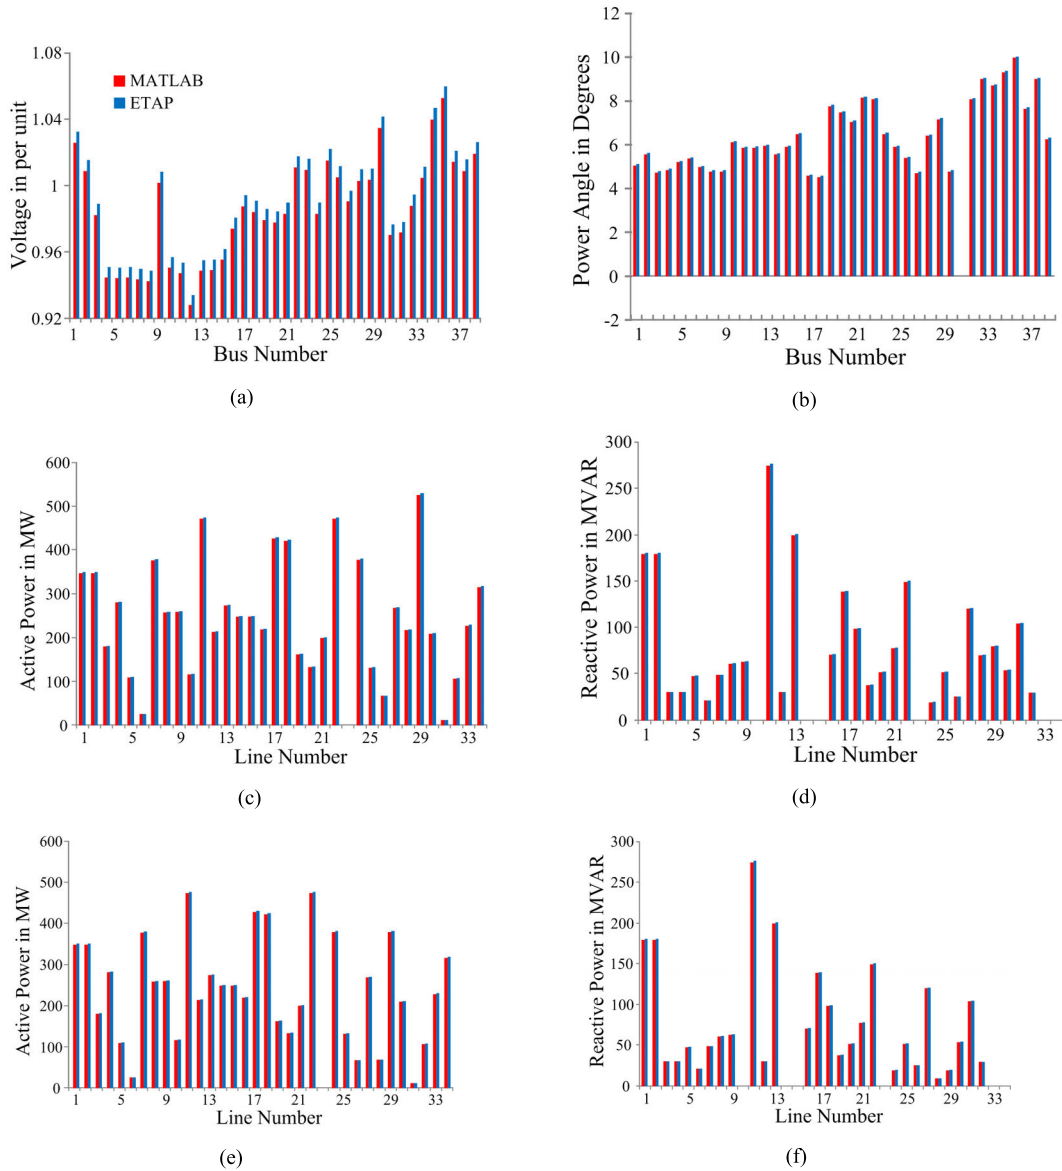 (a)
1.08
1.04
1
0.96
0.92
Voltage in per unit
MATLAB
ETAP
1 5 9 13 17 21 25 29 33 37
Bus Number
(b)
12
10
8
6
4
2
0
-2
Power Angle in Degrees
1 5 9 13 17 21 25 29 33 37
Bus Number
(a)
(b)
600
500
400
300
200
100
0
Active Power in MW
1 5 9 13 17 21 25 29 33
Line Number
(c)
300
250
200
150
100
50
0
Reactive Power in MVAR
1 5 9 13 17 21 25 29 33
Line Number
(d)
600
500
400
300
200
100
0
Active Power in MW
1 5 9 13 17 21 25 29 33
Line Number
(e)
300
250
200
150
100
50
0
Reactive Power in MVAR
1 5 9 13 17 21 25 29 33
Line Number
(f)